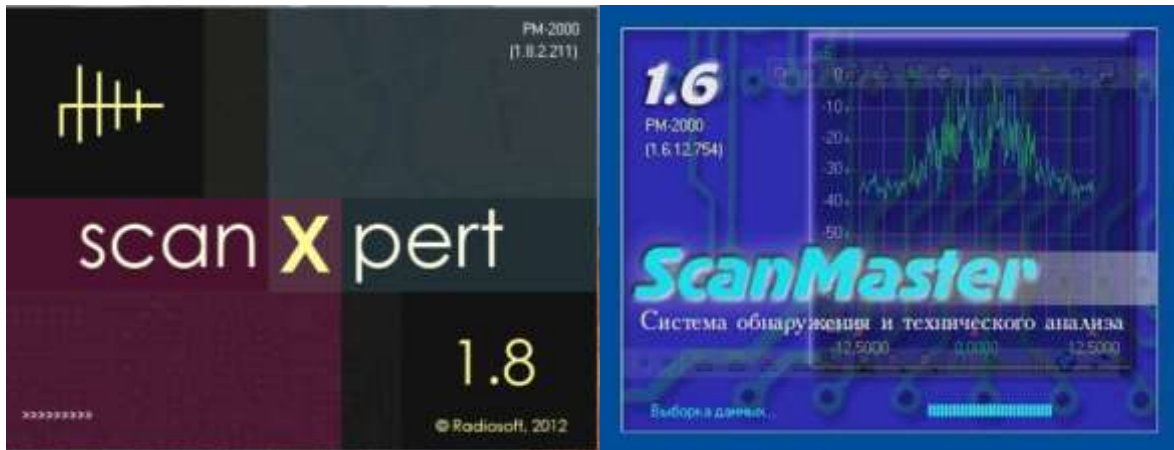 PM-2000
(1.8.2.211)
scan X pert
1.8
>>>>>>>>>
© Radiosoft, 2012
1.6
PM-2000
(1.6.12.754)
0
-10
-20
-30
-40
-50
ScanMaster
Система обнаружения и технического анализа
-12.5000 0.0000 12.5000
Выборка данных...